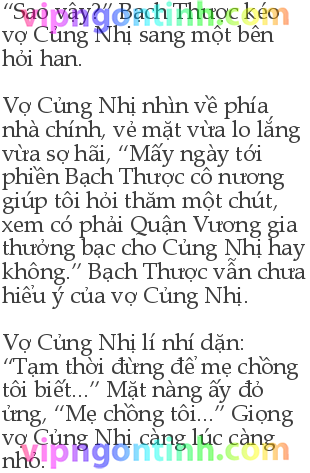 “Sao vậy?” Bạch Thược kéo
vợ Củng Nhị sang một bên
hỏi han.
Vợ Củng Nhị nhìn về phía
nhà chính, vẻ mặt vừa lo lắng
vừa sợ hãi, “Mấy ngày tới
phiền Bạch Thược cô nương
giúp tôi hỏi thăm một chút,
xem có phải Quận Vương gia
thưởng bạc cho Củng Nhị hay
không.” Bạch Thược vẫn chưa
hiểu ý của vợ Củng Nhị.
Vợ Củng Nhị lí nhí dặn:
“Tạm thời đừng để mẹ chồng
tôi biết...” Mặt nàng ấy đỏ
ửng, “Mẹ chồng tôi...” Giọng
vợ Củng Nhị càng lúc càng
nhỏ.
vipngontinh.com
vipngontinh.com